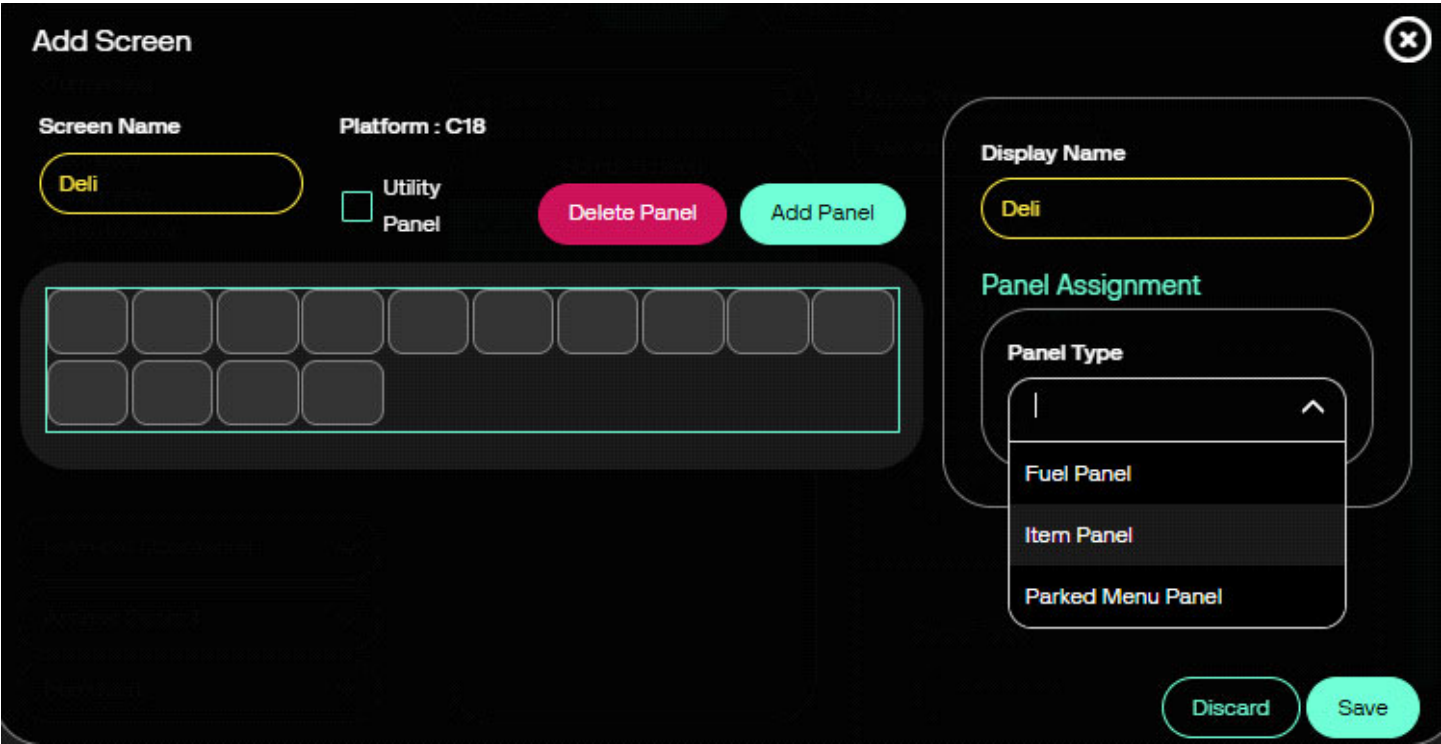 Add Screen
Screen Name
Platform : C18
Deli
Utility
Panel
Delete Panel
Add Panel
Display Name
Deli
Panel Assignment
Panel Type
Fuel Panel
Item Panel
Parked Menu Panel
Discard
Save